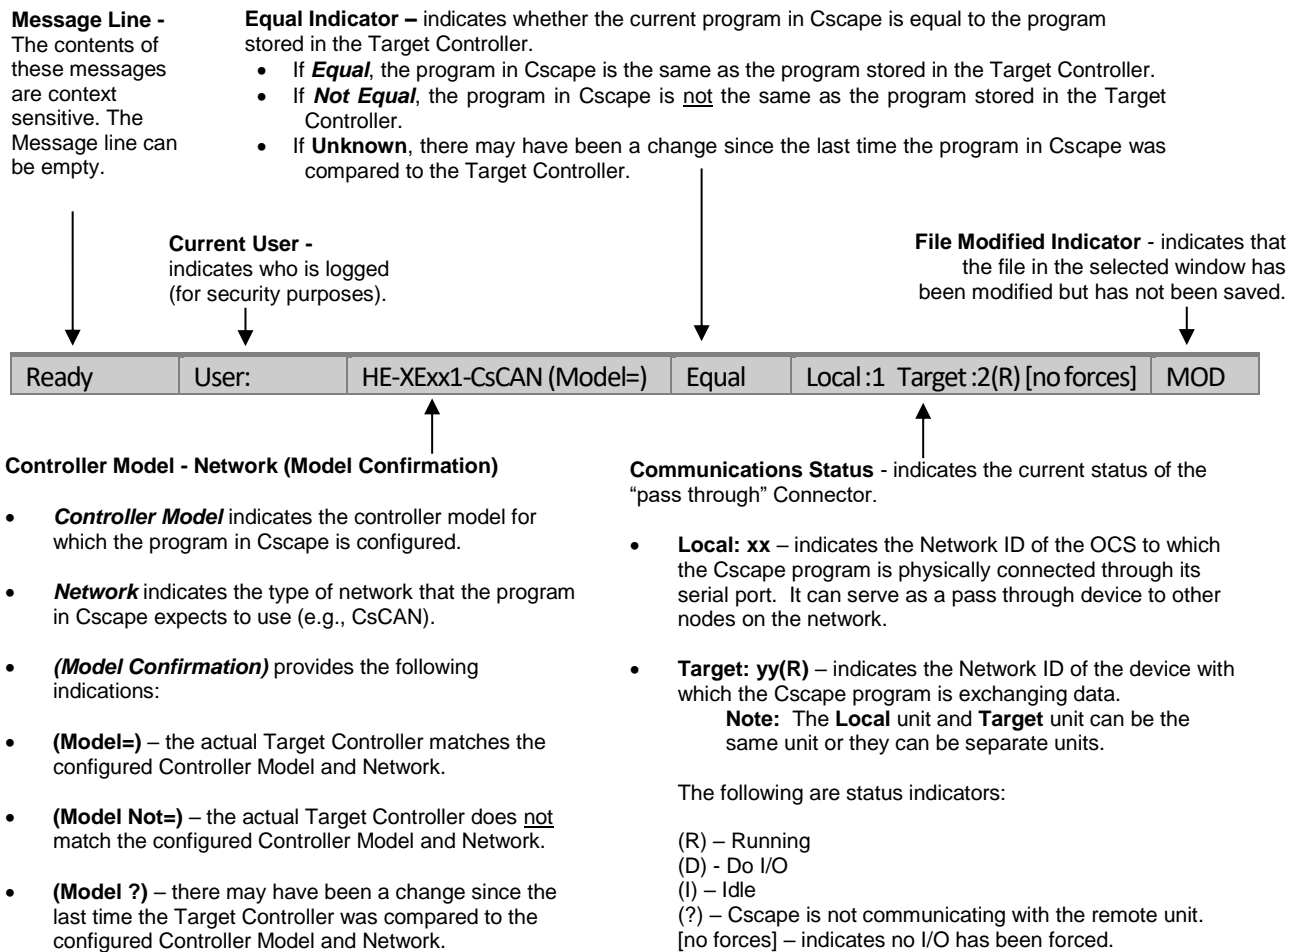 Message Line -
The contents of
these messages
are context
sensitive. The
Message line can
be empty.
Equal Indicator – indicates whether the current program in Cscape is equal to the program
stored in the Target Controller.
• If Equal, the program in Cscape is the same as the program stored in the Target Controller.
• If Not Equal, the program in Cscape is not the same as the program stored in the Target
Controller.
• If Unknown, there may have been a change since the last time the program in Cscape was
compared to the Target Controller.
Current User -
indicates who is logged
(for security purposes).
File Modified Indicator - indicates that
the file in the selected window has
been modified but has not been saved.
Ready User: HE-XExx1-CsCAN (Model=) Equal Local :1 Target :2(R) [no forces] MOD
Controller Model - Network (Model Confirmation)
• Controller Model indicates the controller model for
which the program in Cscape is configured.
• Network indicates the type of network that the program
in Cscape expects to use (e.g., CsCAN).
• (Model Confirmation) provides the following
indications:
• (Model=) – the actual Target Controller matches the
configured Controller Model and Network.
• (Model Not=) – the actual Target Controller does not
match the configured Controller Model and Network.
• (Model ?) – there may have been a change since the
last time the Target Controller was compared to the
configured Controller Model and Network.
Communications Status - indicates the current status of the
“pass through” Connector.
• Local: xx – indicates the Network ID of the OCS to which
the Cscape program is physically connected through its
serial port. It can serve as a pass through device to other
nodes on the network.
• Target: yy(R) – indicates the Network ID of the device with
which the Cscape program is exchanging data.
Note: The Local unit and Target unit can be the
same unit or they can be separate units.
The following are status indicators:
(R) – Running
(D) - Do I/O
(I) – Idle
(?) – Cscape is not communicating with the remote unit.
[no forces] – indicates no I/O has been forced.